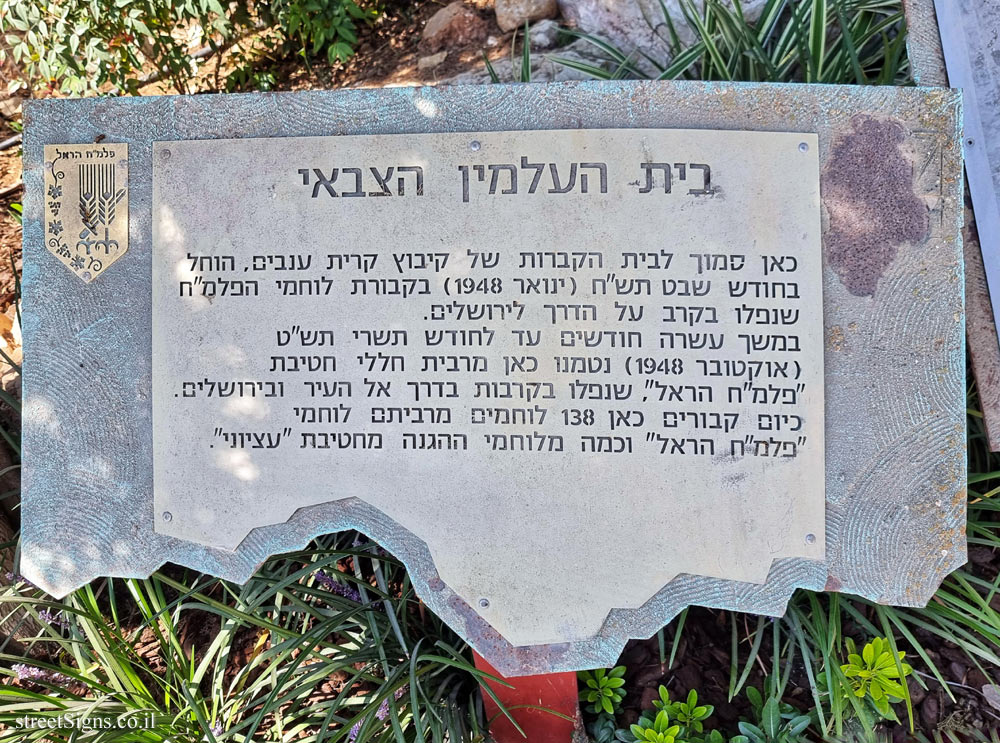 פלמ"ח הראל
בית העלמין הצבאי
כאן סמוך לבית הקברות של קיבוץ קרית ענבים, הוחל
בחודש שבט תש"ח (ינואר 1948) בקבורת לוחמי הפלמ"ח
שנפלו בקרב על הדרך לירושלים.
במשך עשרה חודשים עד לחודש תשרי תש"ט
(אוקטובר 1948) נטמנו כאן מרבית חללי חטיבת
"פלמ"ח הראל", שנפלו בקרבות בדרך אל העיר ובירושלים.
כיום קבורים כאן 138 לוחמים מרביתם לוחמי
"פלמ"ח הראל" וכמה מלוחמי ההגנה מחטיבת "עציוני".
streetSigns.co.il